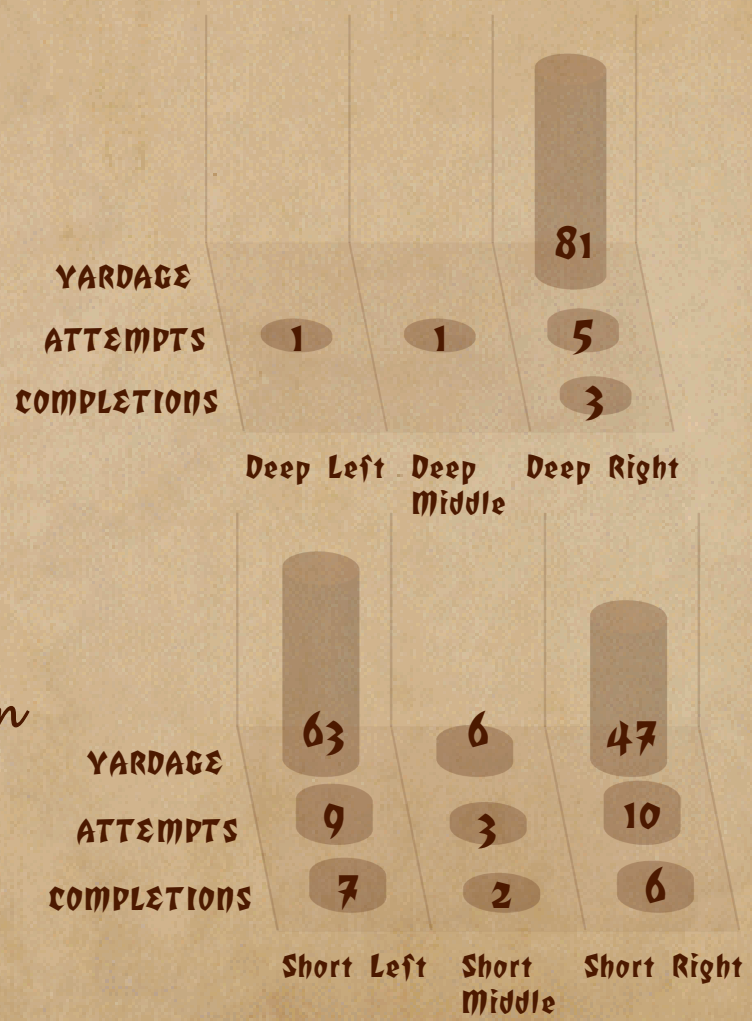 81
YARDAGE
ATTEMPTS 1 1 5
COMPLETIONS 3
Deep Left Deep Middle Deep Right
YARDAGE 63 6 47
ATTEMPTS 9 3 10
COMPLETIONS 7 2 6
Short Left Short Middle Short Right